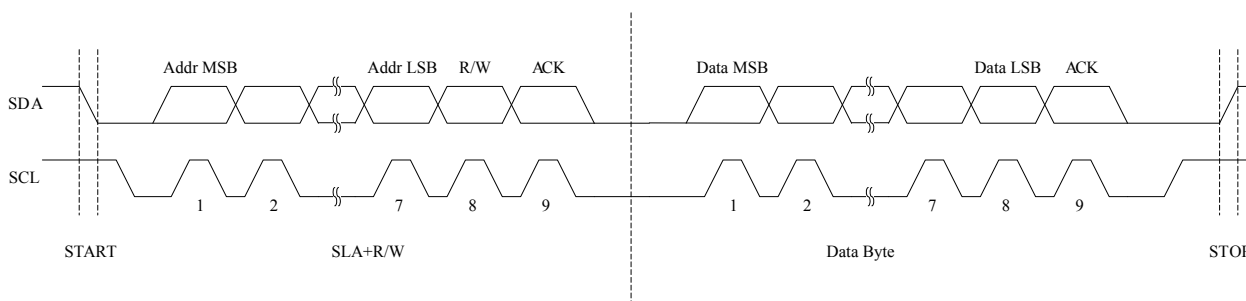 Addr MSB Addr LSB R/W ACK Data MSB Data LSB ACK
SDA
SCL
1 2 7 8 9 1 2 7 8 9
START SLA+R/W Data Byte STOP